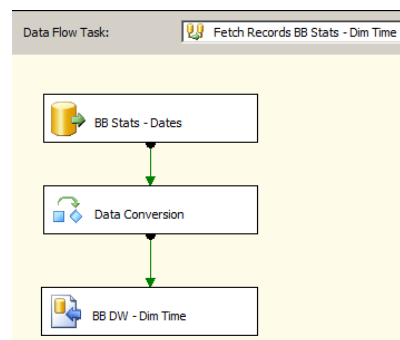 Data Flow Task: Fetch Records BB Stats - Dim Time
BB Stats - Dates
Data Conversion
BB DW - Dim Time